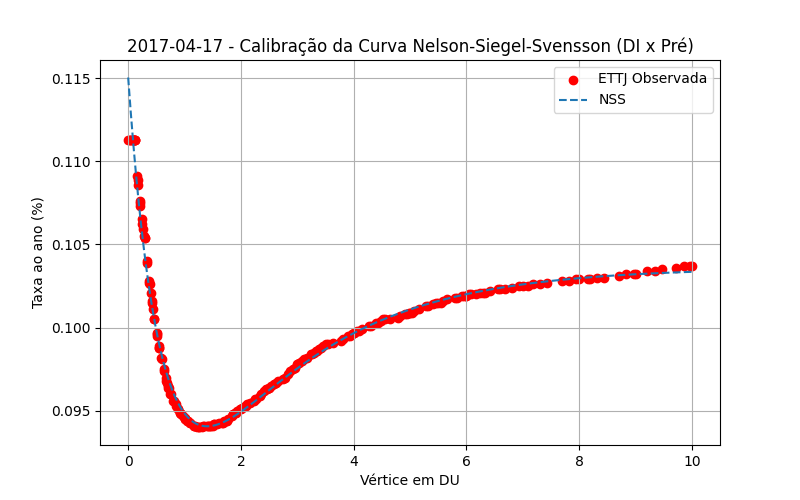 2017-04-17 - Calibração da Curva Nelson-Siegel-Svensson (DI x Pré)
ETTJ Observada
NSS
Taxa ao ano (%)
0.115
0.110
0.105
0.100
0.095
0 2 4 6 8 10
Vértice em DU